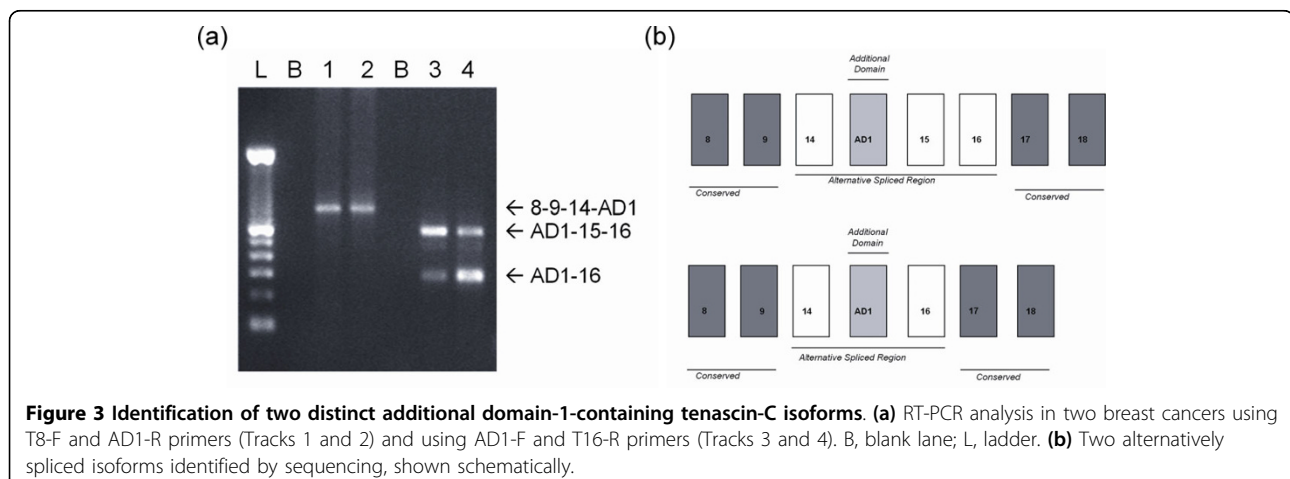 (a)
L B 1 2 B 3 4
← 8-9-14-AD1
← AD1-15-16
← AD1-16
(b)
Additional
Domain
8 9 14 AD1 15 16 17 18
Alternative Spliced Region
Conserved Conserved
Additional
Domain
8 9 14 AD1 16 17 18
Alternative Spliced Region
Conserved Conserved
Figure 3 Identification of two distinct additional domain-1-containing tenascin-C isoforms. (a) RT-PCR analysis in two breast cancers using
T8-F and AD1-R primers (Tracks 1 and 2) and using AD1-F and T16-R primers (Tracks 3 and 4). B, blank lane; L, ladder. (b) Two alternatively
spliced isoforms identified by sequencing, shown schematically.